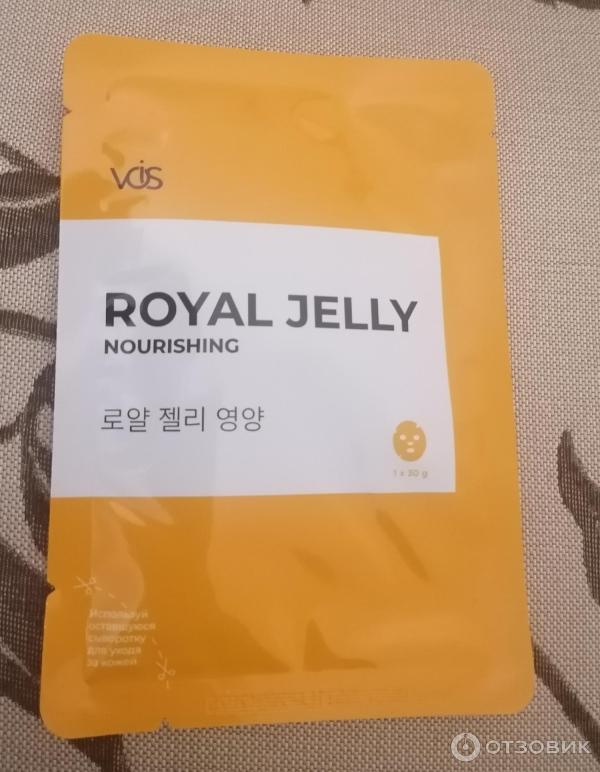 VOIS
ROYAL JELLY
NOURISHING
로얄 젤리 영양
1 x 30 g
Используй
оставшуюся
сыворотку
для ухода
за кожей
ОТЗОВИК